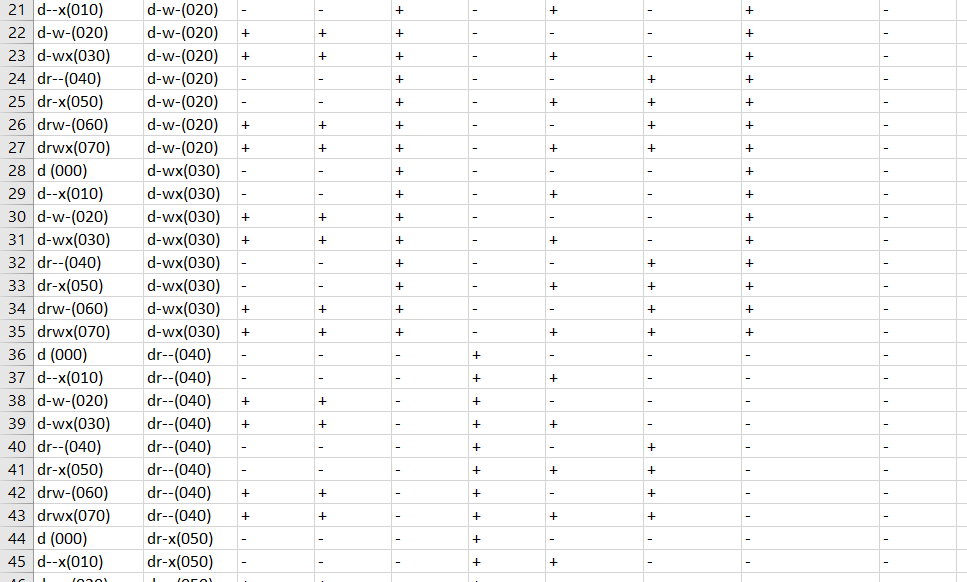 21 d--x(010) d-w-(020) - - + - + - + -
22 d-w-(020) d-w-(020) + + + - - - + -
23 d-wx(030) d-w-(020) + + + - + - + -
24 dr--(040) d-w-(020) - - + - - + + -
25 dr-x(050) d-w-(020) - - + - + + + -
26 drw-(060) d-w-(020) + + + - - + + -
27 drwx(070) d-w-(020) + + + - + + + -
28 d (000) d-wx(030) - - + - - - + -
29 d--x(010) d-wx(030) - - + - + - + -
30 d-w-(020) d-wx(030) + + + - - - + -
31 d-wx(030) d-wx(030) + + + - + - + -
32 dr--(040) d-wx(030) - - + - - + + -
33 dr-x(050) d-wx(030) - - + - + + + -
34 drw-(060) d-wx(030) + + + - - + + -
35 drwx(070) d-wx(030) + + + - + + + -
36 d (000) dr--(040) - - - + - - - -
37 d--x(010) dr--(040) - - - + + - - -
38 d-w-(020) dr--(040) + + - + - - - -
39 d-wx(030) dr--(040) + + - + + - - -
40 dr--(040) dr--(040) - - - + - + - -
41 dr-x(050) dr--(040) - - - + + + - -
42 drw-(060) dr--(040) + + - + - + - -
43 drwx(070) dr--(040) + + - + + + - -
44 d (000) dr-x(050) - - - + - - - -
45 d--x(010) dr-x(050) - - - + + - - -